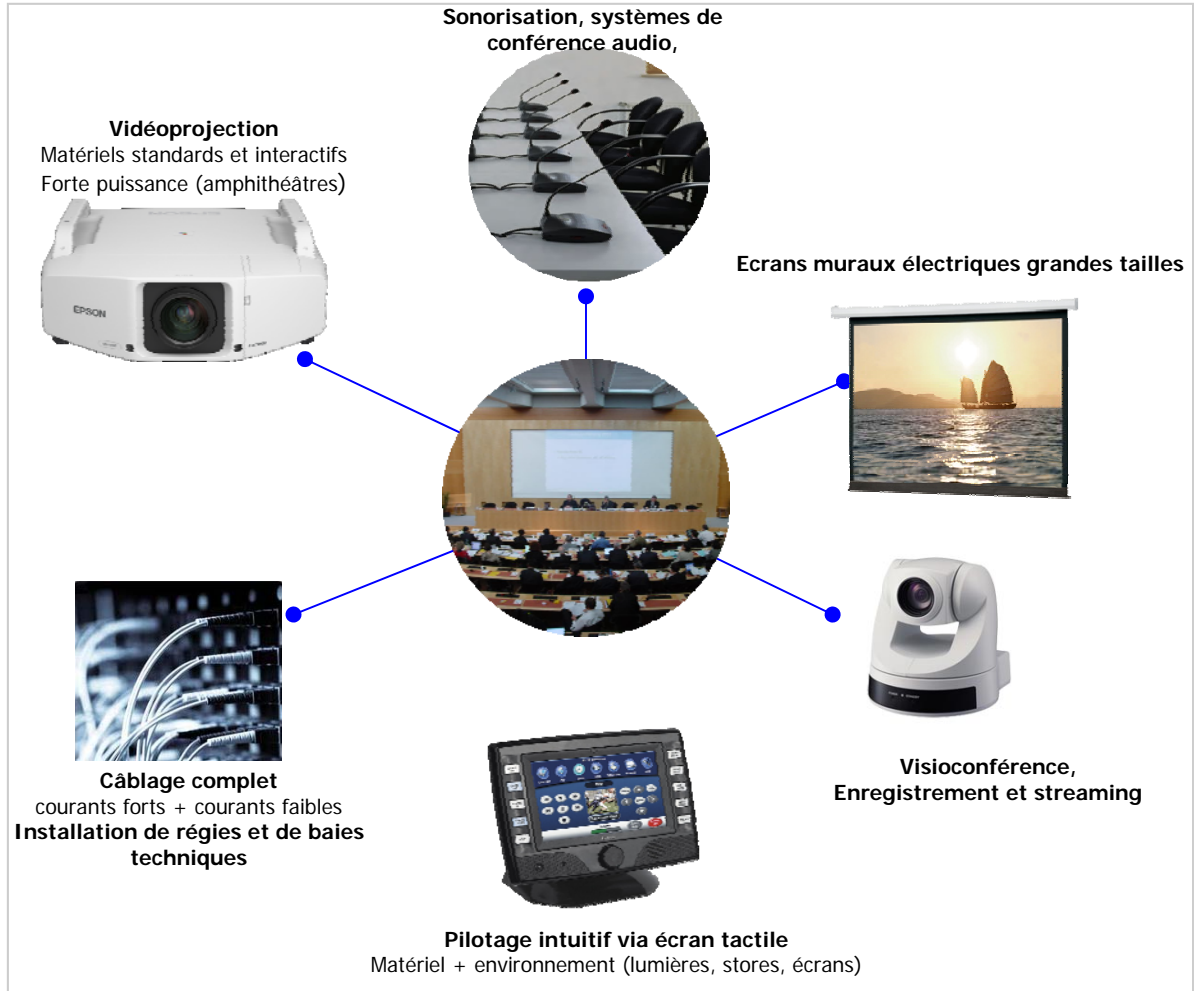 Sonorisation, systèmes de
conférence audio,
Vidéoprojection
Matériels standards et interactifs
Forte puissance (amphithéâtres)
EPSON
Ecrans muraux électriques grandes tailles
Câblage complet
courants forts + courants faibles
Installation de régies et de baies
techniques
Visioconférence,
Enregistrement et streaming
Pilotage intuitif via écran tactile
Matériel + environnement (lumières, stores, écrans)